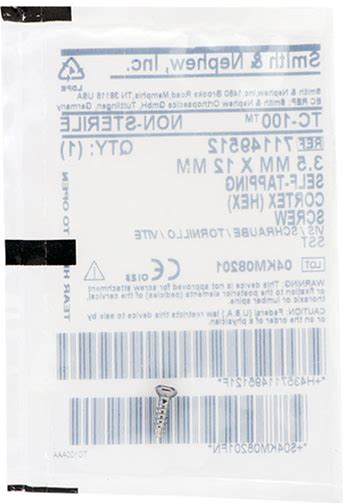 Smith & Nephew, Inc.
Smith & Nephew 1450 Brooks Road, Memphis, TN 38116 USA
EC REP: Smith & Nephew Orthopaedics GmbH, Tuttlingen, Germany
LDPE
TC-100™ NON-STERILE
REF 71149512 QTY: (1)
3.5 MM X 12 MM
SELF-TAPPING
CORTEX (HEX)
SCREW
VIS/SCHRAUBE/TORNILLO/VITE
SST
LOT 04KM08201 CE 0123
WARNING: This device is not approved for screw attachment
or fixation to the posterior elements (pedicles) of the cervical,
thoracic or lumbar spine.
CAUTION: Federal (U.S.A.) law restricts this device to sale by
or on the order of a physician.
+H43571149512
TC100AAA
TEAR TO OPEN